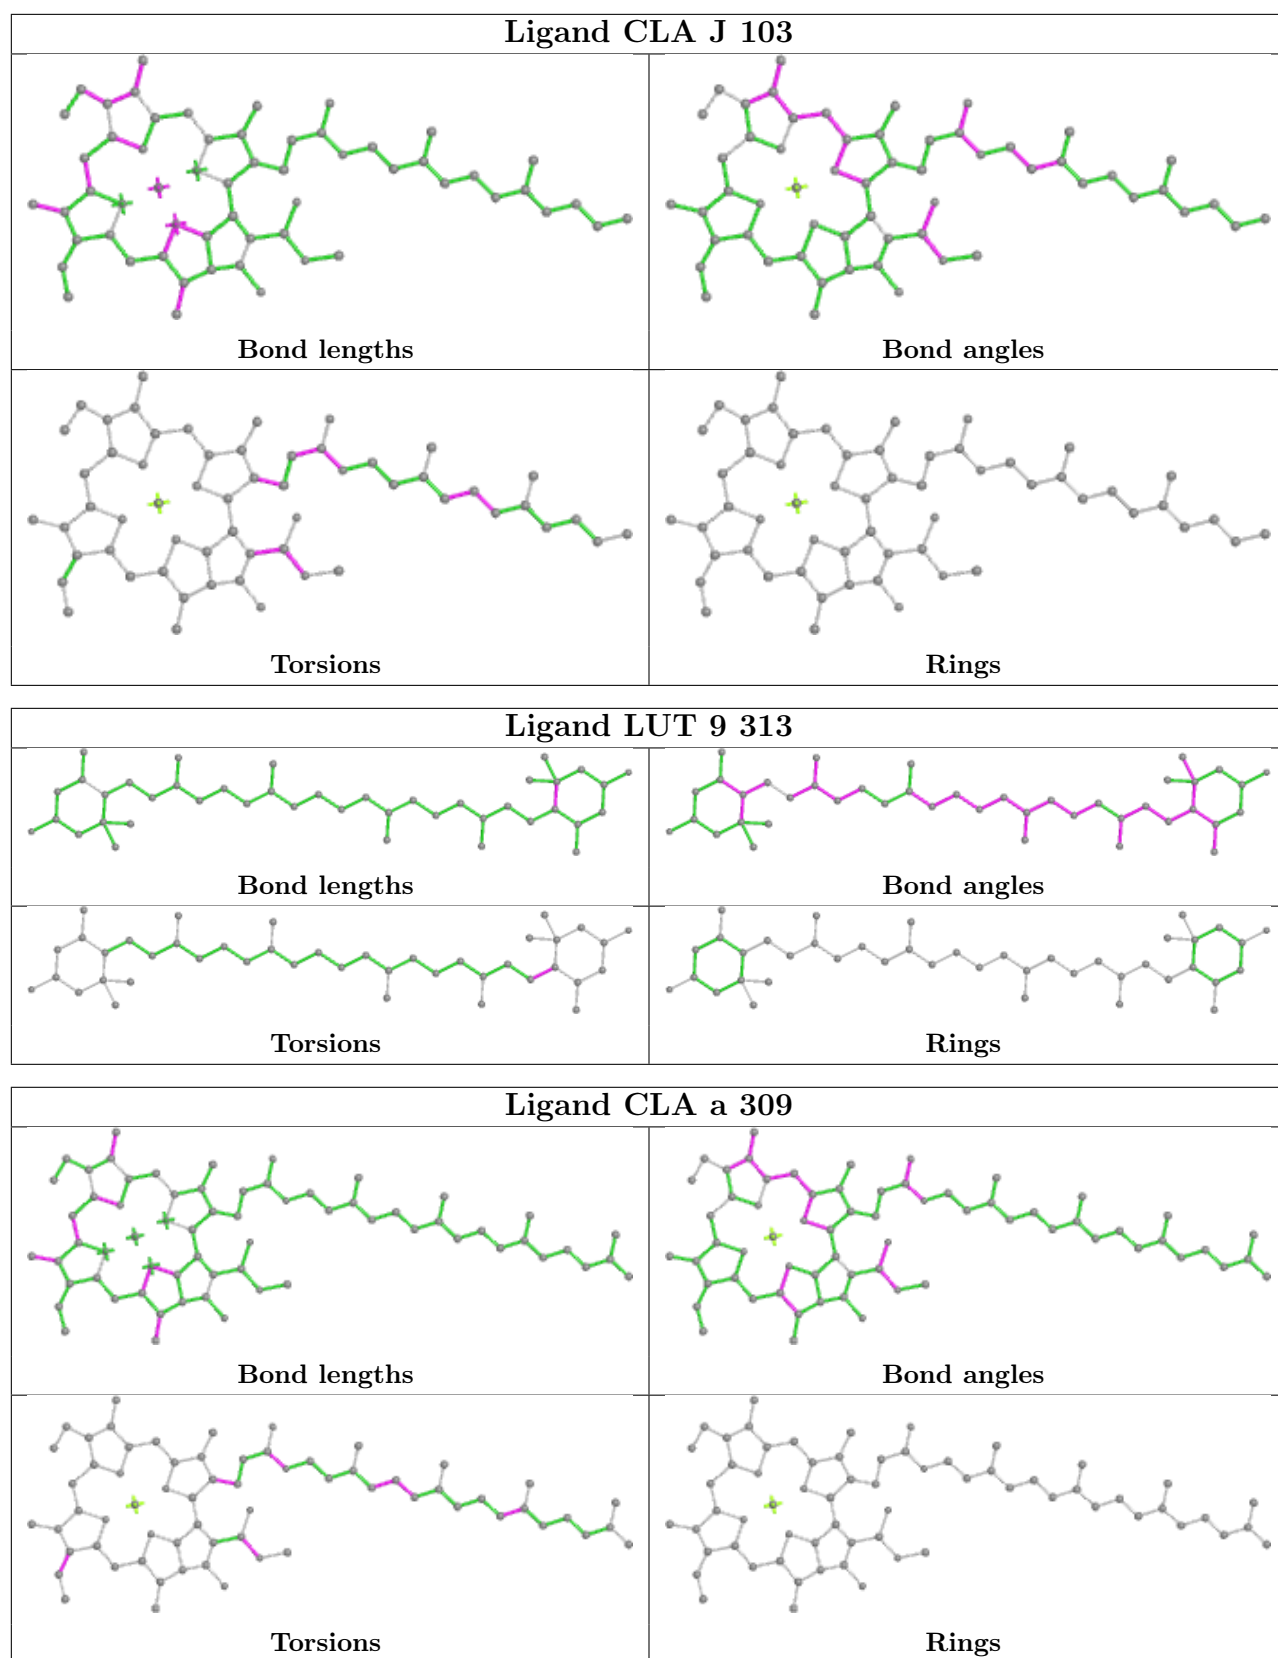 Ligand CLA J 103
Bond lengths
Bond angles
Torsions
Rings
Ligand LUT 9 313
Bond lengths
Bond angles
Torsions
Rings
Ligand CLA a 309
Bond lengths
Bond angles
Torsions
Rings